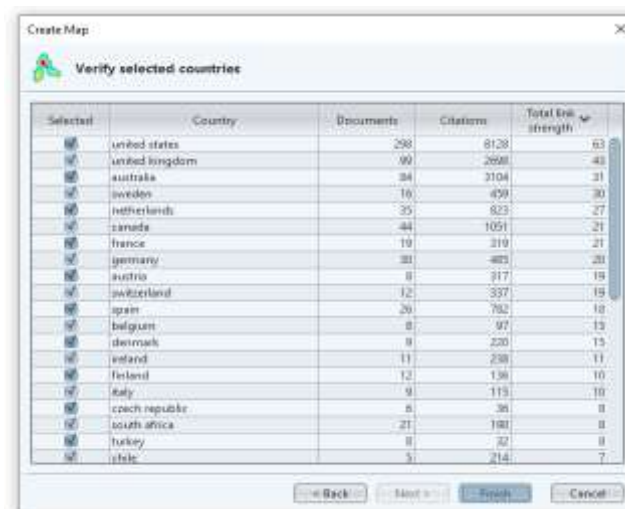 Create Map
Verify selected countries
Selected Country Documents Citations Total link strength
united states 298 8128 63
united kingdom 99 2698 43
australia 84 3104 31
sweden 16 459 30
netherlands 35 823 27
canada 44 1051 21
france 19 319 21
germany 30 485 20
austria 8 317 19
switzerland 12 337 19
spain 26 782 18
belgium 8 97 15
denmark 9 220 15
ireland 11 238 11
finland 12 136 10
italy 9 115 10
czech republic 6 36 8
south africa 21 8
turkey 8 32 8
chile 5 214 7
< Back Next > Finish Cancel